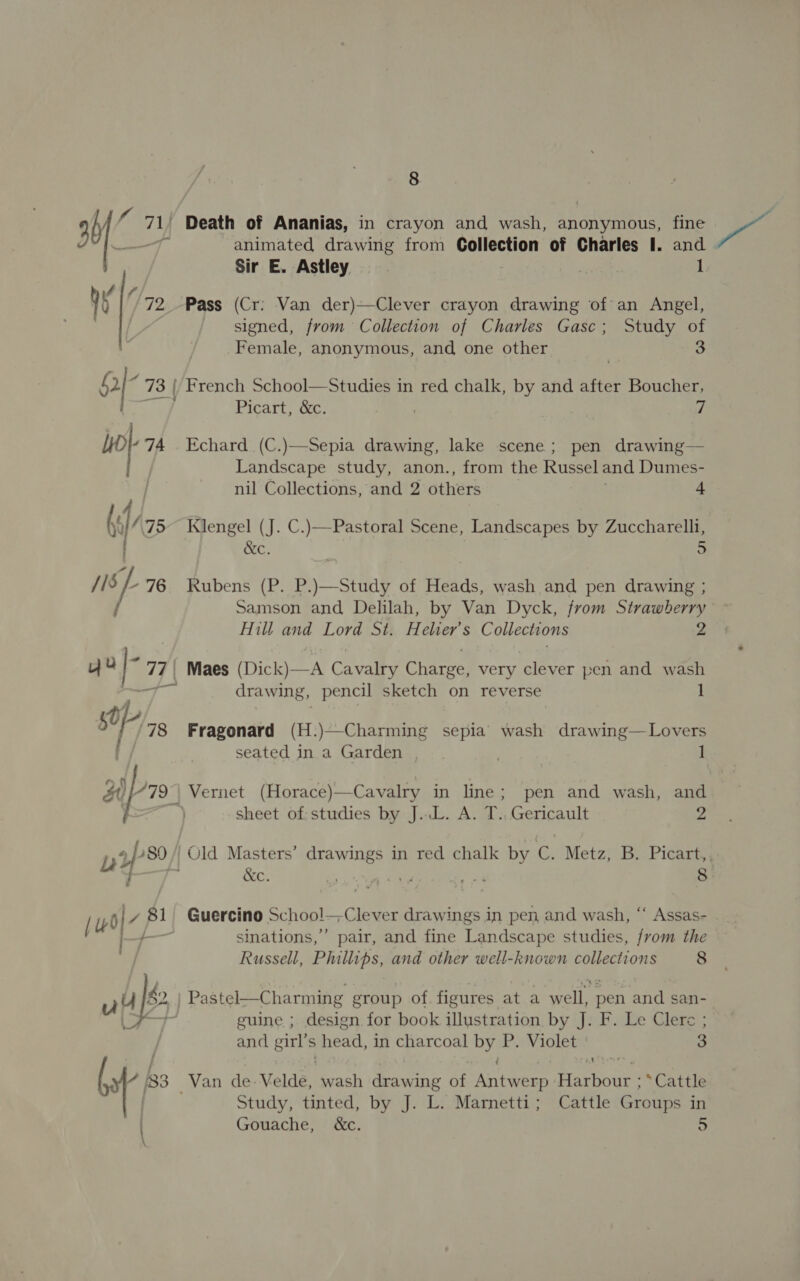 8
71 Death of Ananias, in crayon and wash, anonymous, fine
animated drawing from Collection of Charles I. and
Sir E. Astley 1
72 Pass (Cr: Van der)—Clever crayon drawing of an Angel,
signed, from Collection of Charles Gasc; Study of
Female, anonymous, and one other 3
73 French School—Studies in red chalk, by and after Boucher,
Picart, &c. 7
74 Echard (C.)—Sepia drawing, lake scene; pen drawing—
Landscape study, anon., from the Russel and Dumes-
nil Collections, and 2 others 4
75 Klengel (J. C.)—Pastoral Scene, Landscapes by Zuccharelli,
&c. 5
76 Rubens (P. P.)—Study of Heads, wash and pen drawing ;
Samson and Delilah, by Van Dyck, from Strawberry
Hill and Lord St. Helier's Collections 2
77 Maes (Dick)—A Cavalry Charge, very clever pen and wash
drawing, pencil sketch on reverse 1
78 Fragonard (H.)—Charming sepia wash drawing—Lovers
seated in a Garden 1
79 Vernet (Horace)—Cavalry in line; pen and wash, and
sheet of studies by J. L. A. T. Gericault 2
80 Old Masters' drawings in red chalk by C. Metz, B. Picart,
&c. 8
81 Guercino School—Clever drawings in pen and wash, “ Assas-
sinations,” pair, and fine Landscape studies, from the
Russell, Phillips, and other well-known collections 8
82 Pastel—Charming group of figures at a well, pen and san-
guine ; design for book illustration by J. F. Le Clerc ;
and girl's head, in charcoal by P. Violet 3
83 Van de Velde, wash drawing of Antwerp Harbour ; Cattle
Study, tinted, by J. L. Marnetti; Cattle Groups in
Gouache, &c. 5